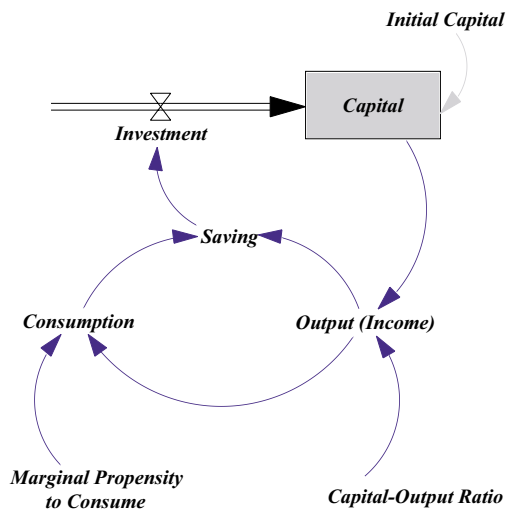 Initial Capital
Capital
Investment
Saving
Consumption
Output (Income)
Marginal Propensity
to Consume
Capital-Output Ratio